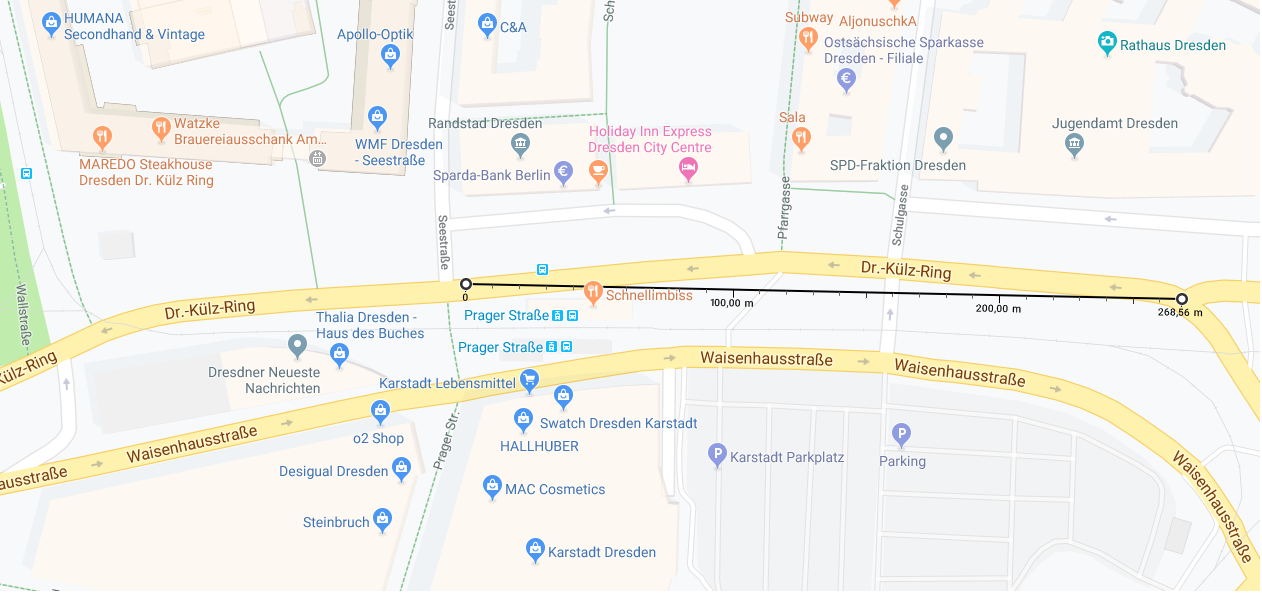 HUMANA
Secondhand & Vintage
Apollo-Optik
Seest
C&A
Sch
Subway
AljonuschkA
Ostsächsische Sparkasse
Dresden - Filiale
Rathaus Dresden
Watzke
Brauereiausschank Am...
MAREDO Steakhouse
Dresden Dr. Külz Ring
WMF Dresden
- Seestraße
Randstad Dresden
Sparda-Bank Berlin
Holiday Inn Express
Dresden City Centre
Sala
SPD-Fraktion Dresden
Jugendamt Dresden
Wallstraße
Seestraße
Pfarrgasse
Schulgasse
Dr.-Külz-Ring
Dr.-Külz-Ring
Külz-Ring
0
100,00 m
200,00 m
268,56 m
Schnellimbiss
Prager Straße
Prager Straße
Thalia Dresden -
Haus des Buches
Dresdner Neueste
Nachrichten
Karstadt Lebensmittel
Waisenhausstraße
Waisenhausstraße
Swatch Dresden Karstadt
HALLHUBER
o2 Shop
Prager Str.
Waisenhausstraße
ausstraße
Desigual Dresden
Steinbruch
MAC Cosmetics
Karstadt Dresden
Karstadt Parkplatz
Parking
Waisenhausstraße